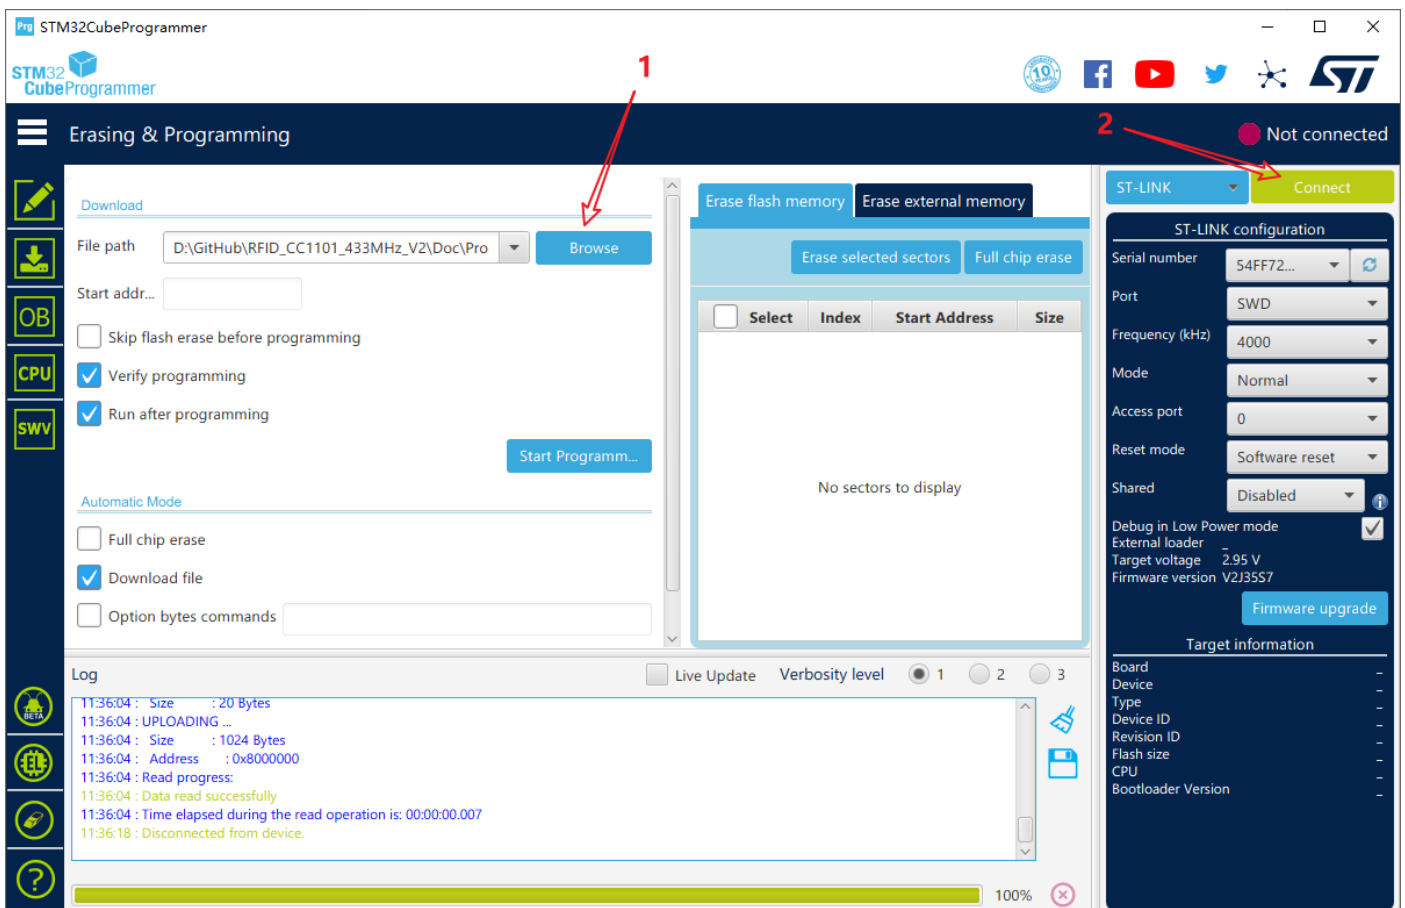 Prg STM32CubeProgrammer
STM32
CubeProgrammer
1
10
Erasing & Programming
2
Not connected
Download
File path D:\GitHub\RFID_CC1101_433MHz_V2\Doc\Pro Browse
Start addr...
Skip flash erase before programming
Verify programming
Run after programming
Start Programm...
Automatic Mode
Full chip erase
Download file
Option bytes commands
OB
CPU
SWV
BETA
Erase flash memory Erase external memory
Erase selected sectors Full chip erase
Select Index Start Address Size
No sectors to display
ST-LINK Connect
ST-LINK configuration
Serial number 54FF72...
Port SWD
Frequency (kHz) 4000
Mode Normal
Access port 0
Reset mode Software reset
Shared Disabled
Debug in Low Power mode
External loader _
Target voltage 2.95 V
Firmware version V2J35S7
Firmware upgrade
Target information
Board _
Device _
Type _
Device ID _
Revision ID _
Flash size _
CPU _
Bootloader Version _
Log Live Update Verbosity level 1 2 3
11:36:04 : Size : 20 Bytes
11:36:04 : UPLOADING ...
11:36:04 : Size : 1024 Bytes
11:36:04 : Address : 0x8000000
11:36:04 : Read progress:
11:36:04 : Data read successfully
11:36:04 : Time elapsed during the read operation is: 00:00:00.007
11:36:18 : Disconnected from device.
100%